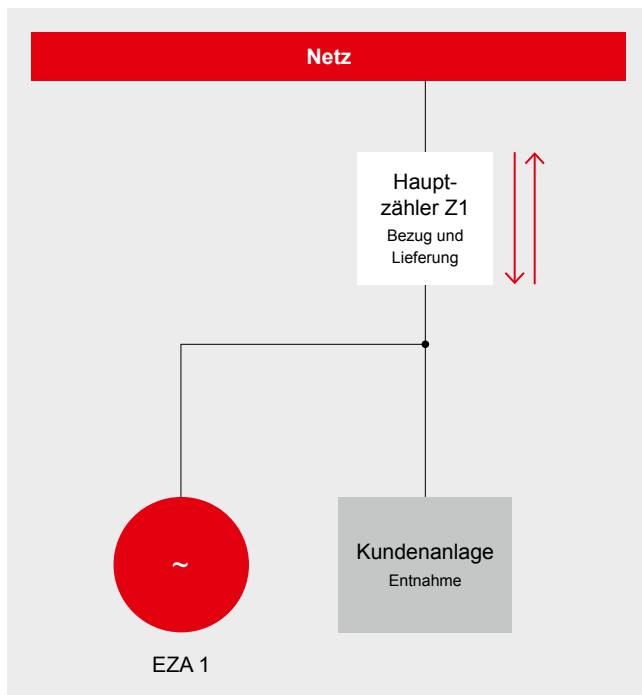 Netz
Haupt-
zähler Z1
Bezug und
Lieferung
~
Kundenanlage
Entnahme
EZA 1